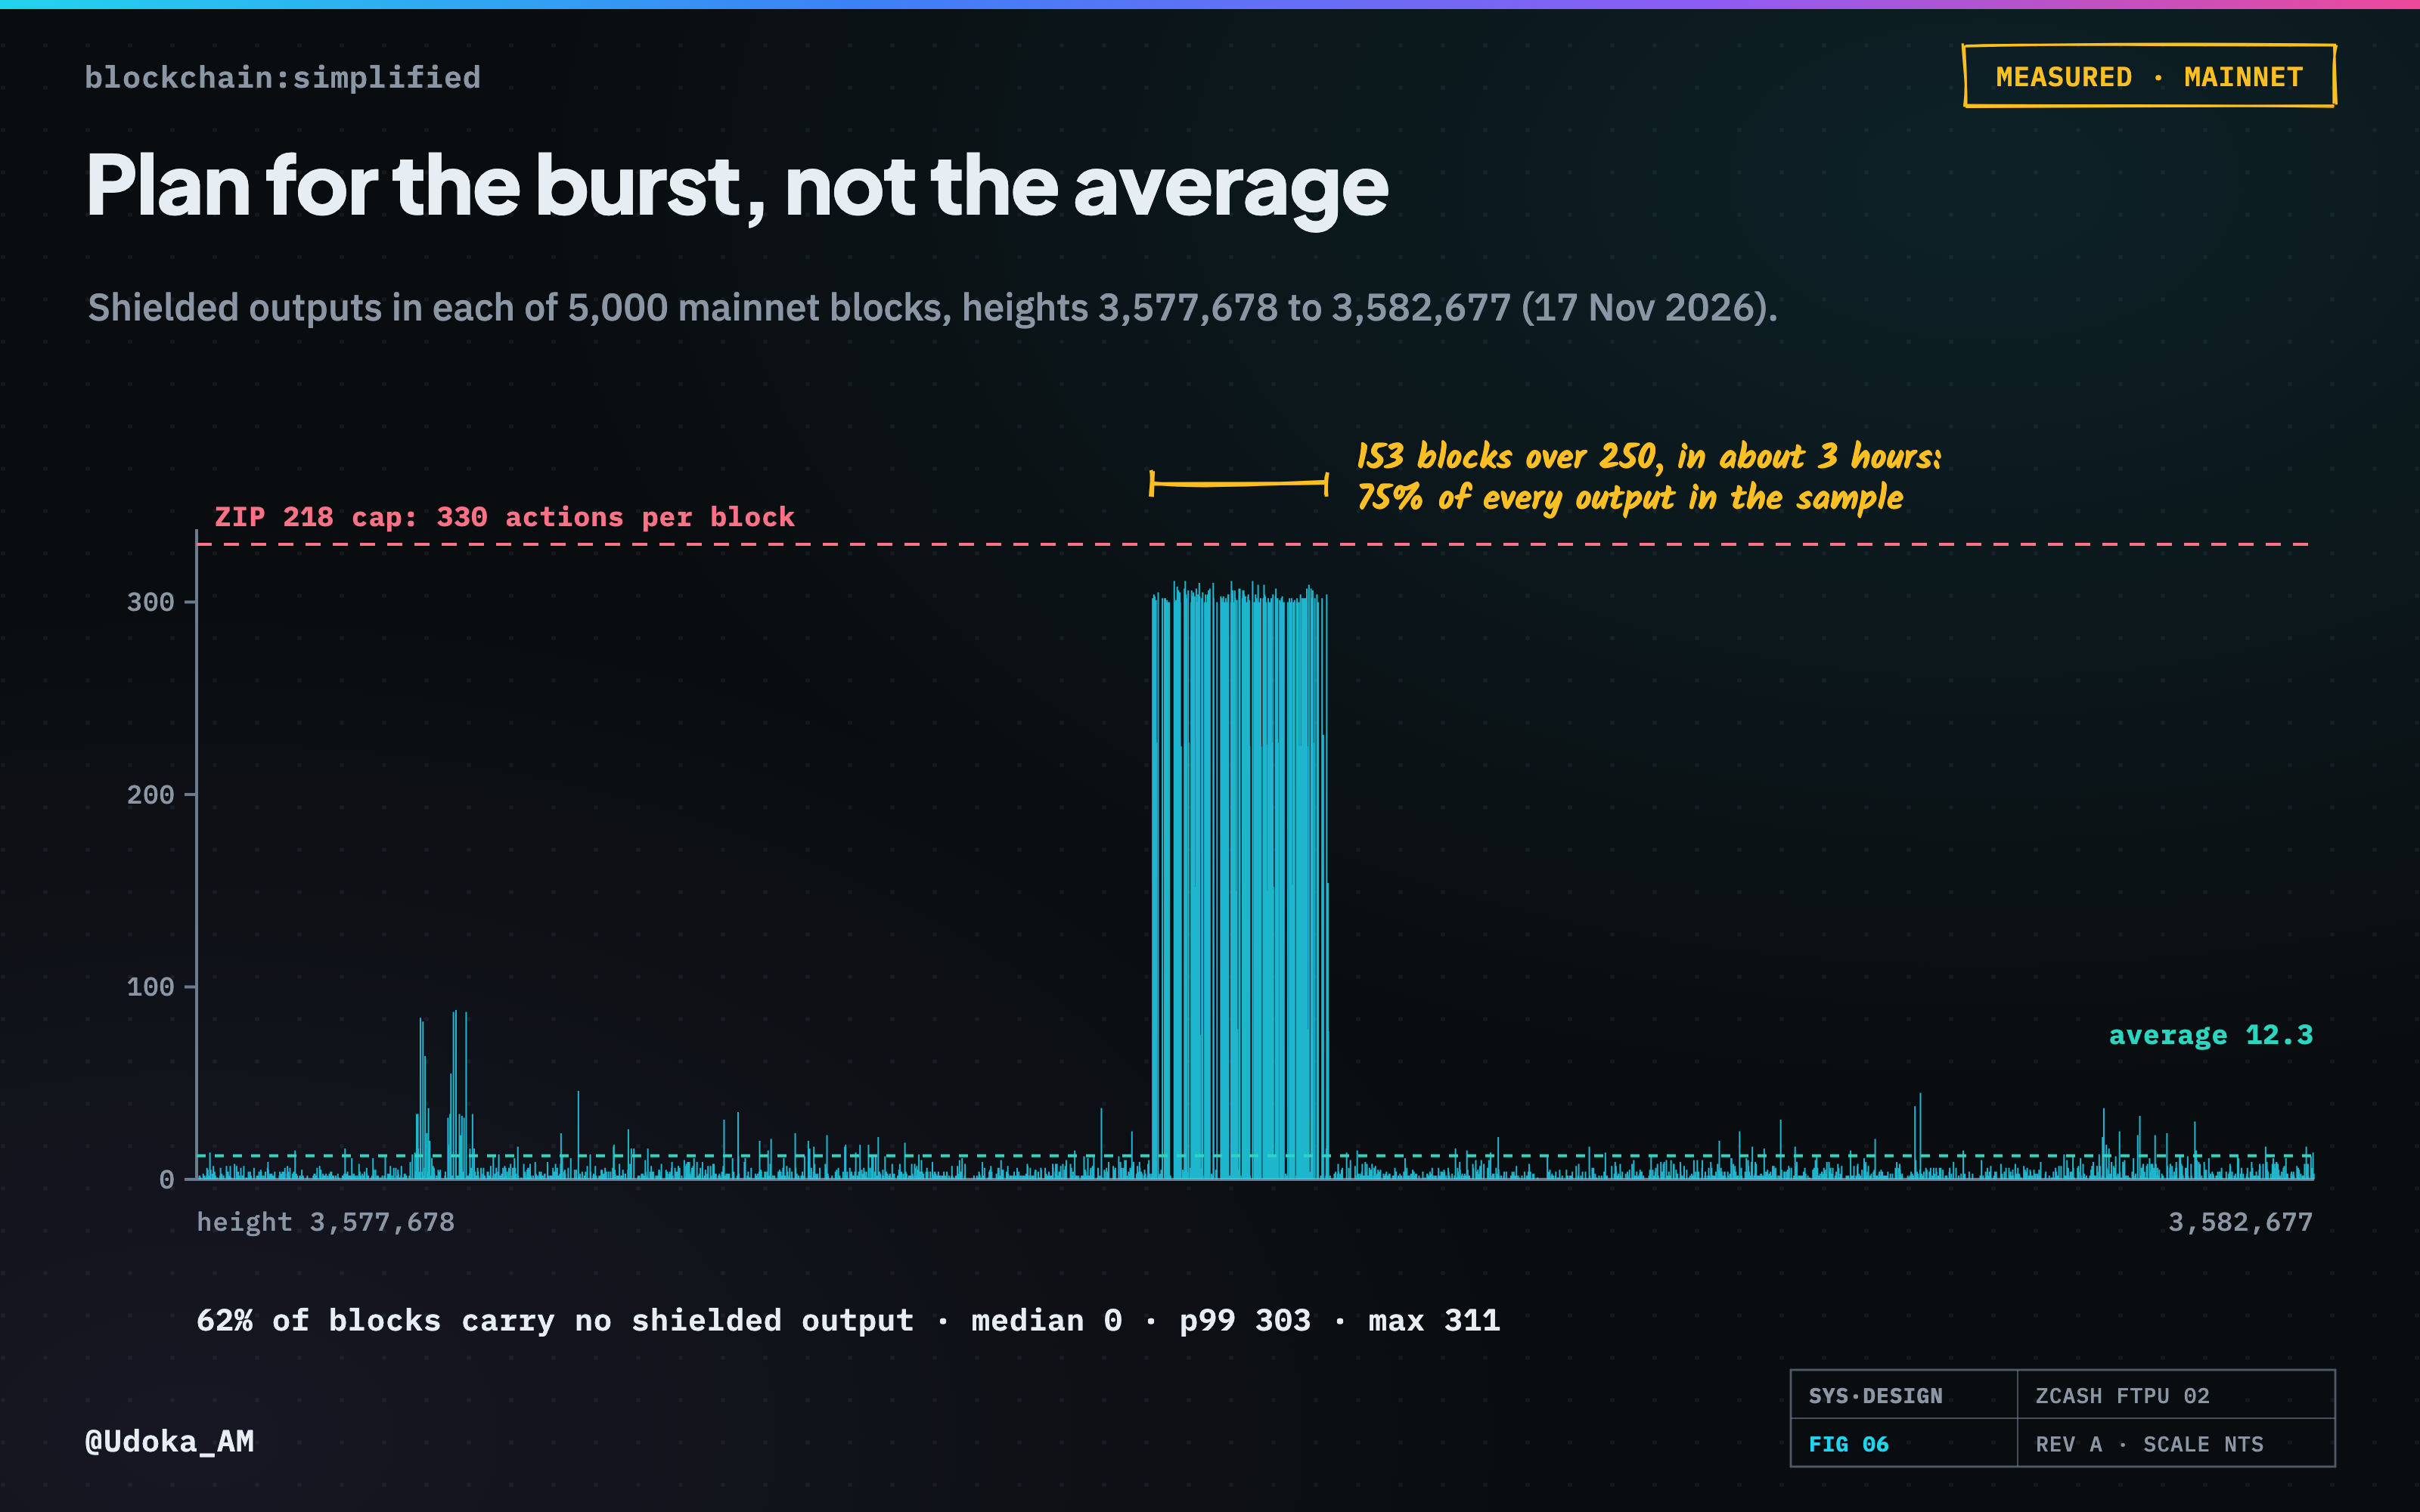 blockchain:simplified
MEASURED · MAINNET
Plan for the burst, not the average
Shielded outputs in each of 5,000 mainnet blocks, heights 3,577,678 to 3,582,677 (17 Nov 2026).
153 blocks over 250, in about 3 hours:
75% of every output in the sample
ZIP 218 cap: 330 actions per block
300
200
100
average 12.3
0
height 3,577,678
3,582,677
62% of blocks carry no shielded output · median 0 · p99 303 · max 311
SYS·DESIGN
ZCASH FTPU 02
FIG 06
REV A · SCALE NTS
@Udoka_AM